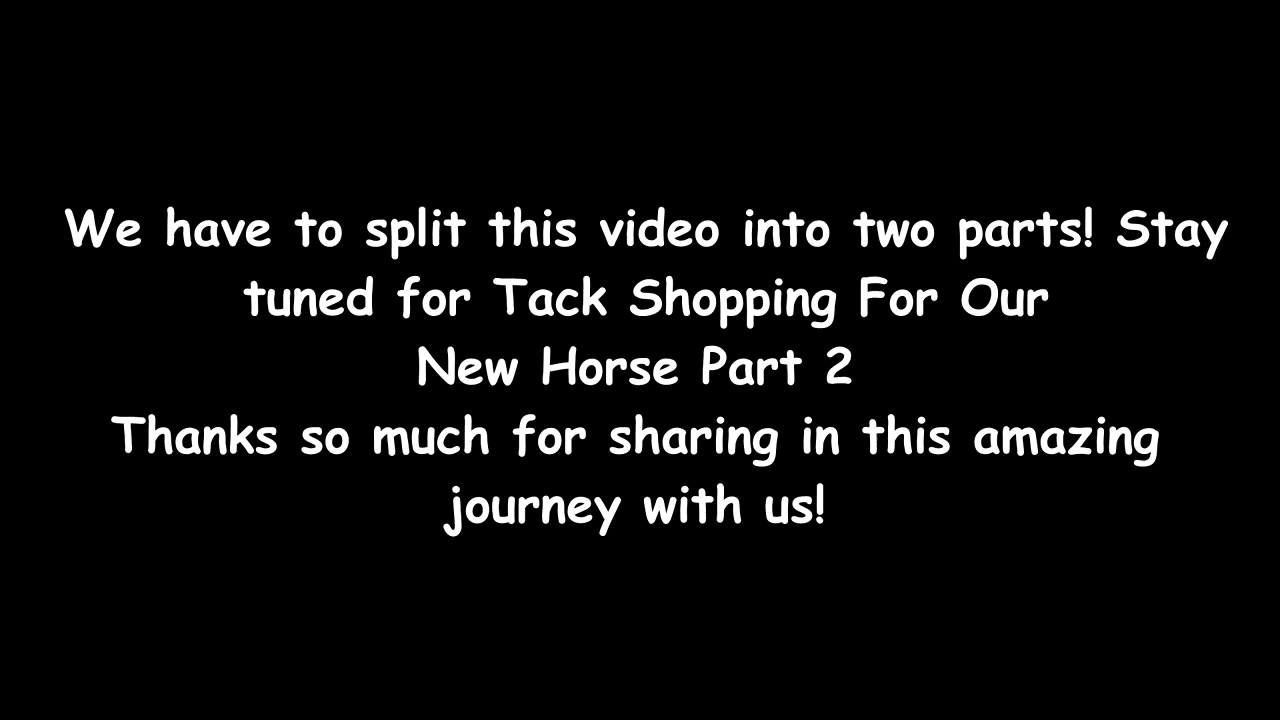 We have to split this video into two parts! Stay
tuned for Tack Shopping For Our
New Horse Part 2
Thanks so much for sharing in this amazing
journey with us!